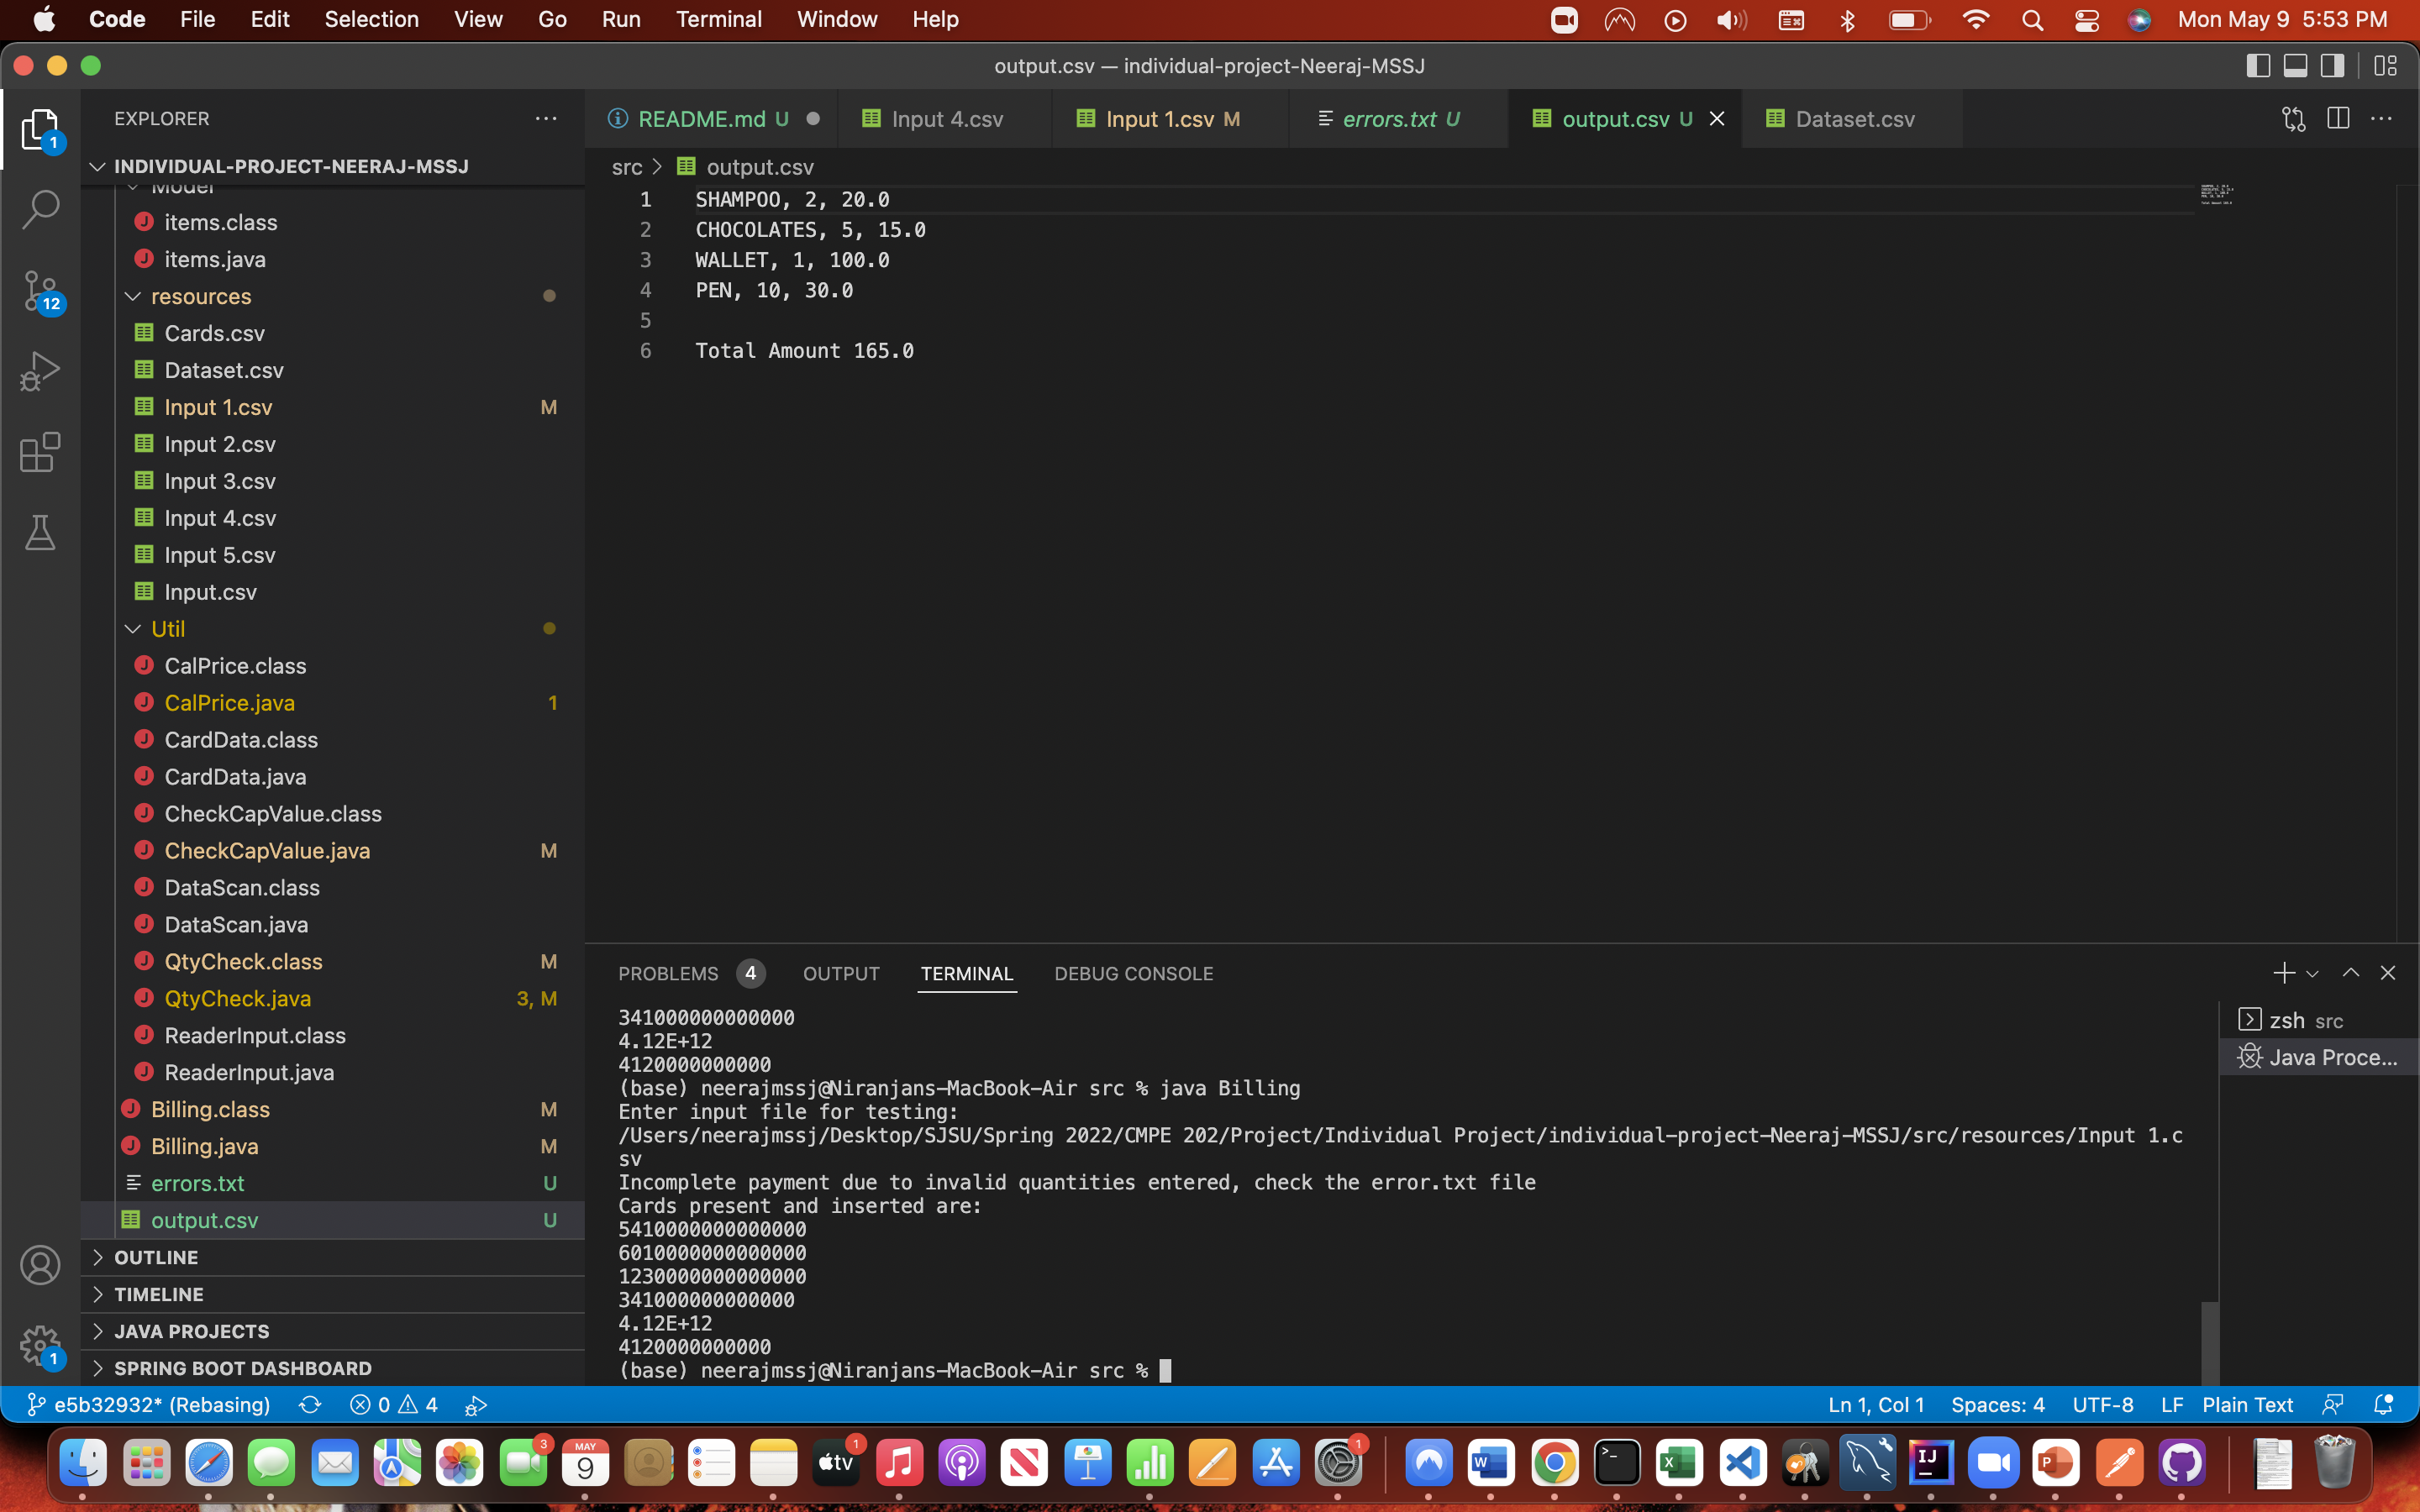 Code File Edit Selection View Go Run Terminal Window Help Mon May 9 5:53 PM
output.csv — individual-project-Neeraj-MSSJ
EXPLORER
README.md U Input 4.csv Input 1.csv M errors.txt U output.csv U Dataset.csv
1
INDIVIDUAL-PROJECT-NEERAJ-MSSJ
src > output.csv
Model
items.class
items.java
resources
12
Cards.csv
Dataset.csv
Input 1.csv M
Input 2.csv
Input 3.csv
Input 4.csv
Input 5.csv
Input.csv
Util
CalPrice.class
CalPrice.java 1
CardData.class
CardData.java
CheckCapValue.class
CheckCapValue.java M
DataScan.class
DataScan.java
QtyCheck.class M
QtyCheck.java 3, M
ReaderInput.class
ReaderInput.java
Billing.class M
Billing.java M
errors.txt U
output.csv U
OUTLINE
TIMELINE
JAVA PROJECTS
SPRING BOOT DASHBOARD
1
1 SHAMPOO, 2, 20.0
2 CHOCOLATES, 5, 15.0
3 WALLET, 1, 100.0
4 PEN, 10, 30.0
5
6 Total Amount 165.0
PROBLEMS 4 OUTPUT TERMINAL DEBUG CONSOLE
341000000000000
4.12E+12
4120000000000
(base) neerajmssj@Niranjans-MacBook-Air src % java Billing
Enter input file for testing:
/Users/neerajmssj/Desktop/SJSU/Spring 2022/CMPE 202/Project/Individual Project/individual-project-Neeraj-MSSJ/src/resources/Input 1.c
sv
Incomplete payment due to invalid quantities entered, check the error.txt file
Cards present and inserted are:
5410000000000000
6010000000000000
1230000000000000
341000000000000
4.12E+12
4120000000000
(base) neerajmssj@Niranjans-MacBook-Air src %
zsh src
Java Proce...
e5b32932* (Rebasing) 0 4 Ln 1, Col 1 Spaces: 4 UTF-8 LF Plain Text
3 MAY 9 tv 1 1 W >- X IJ P